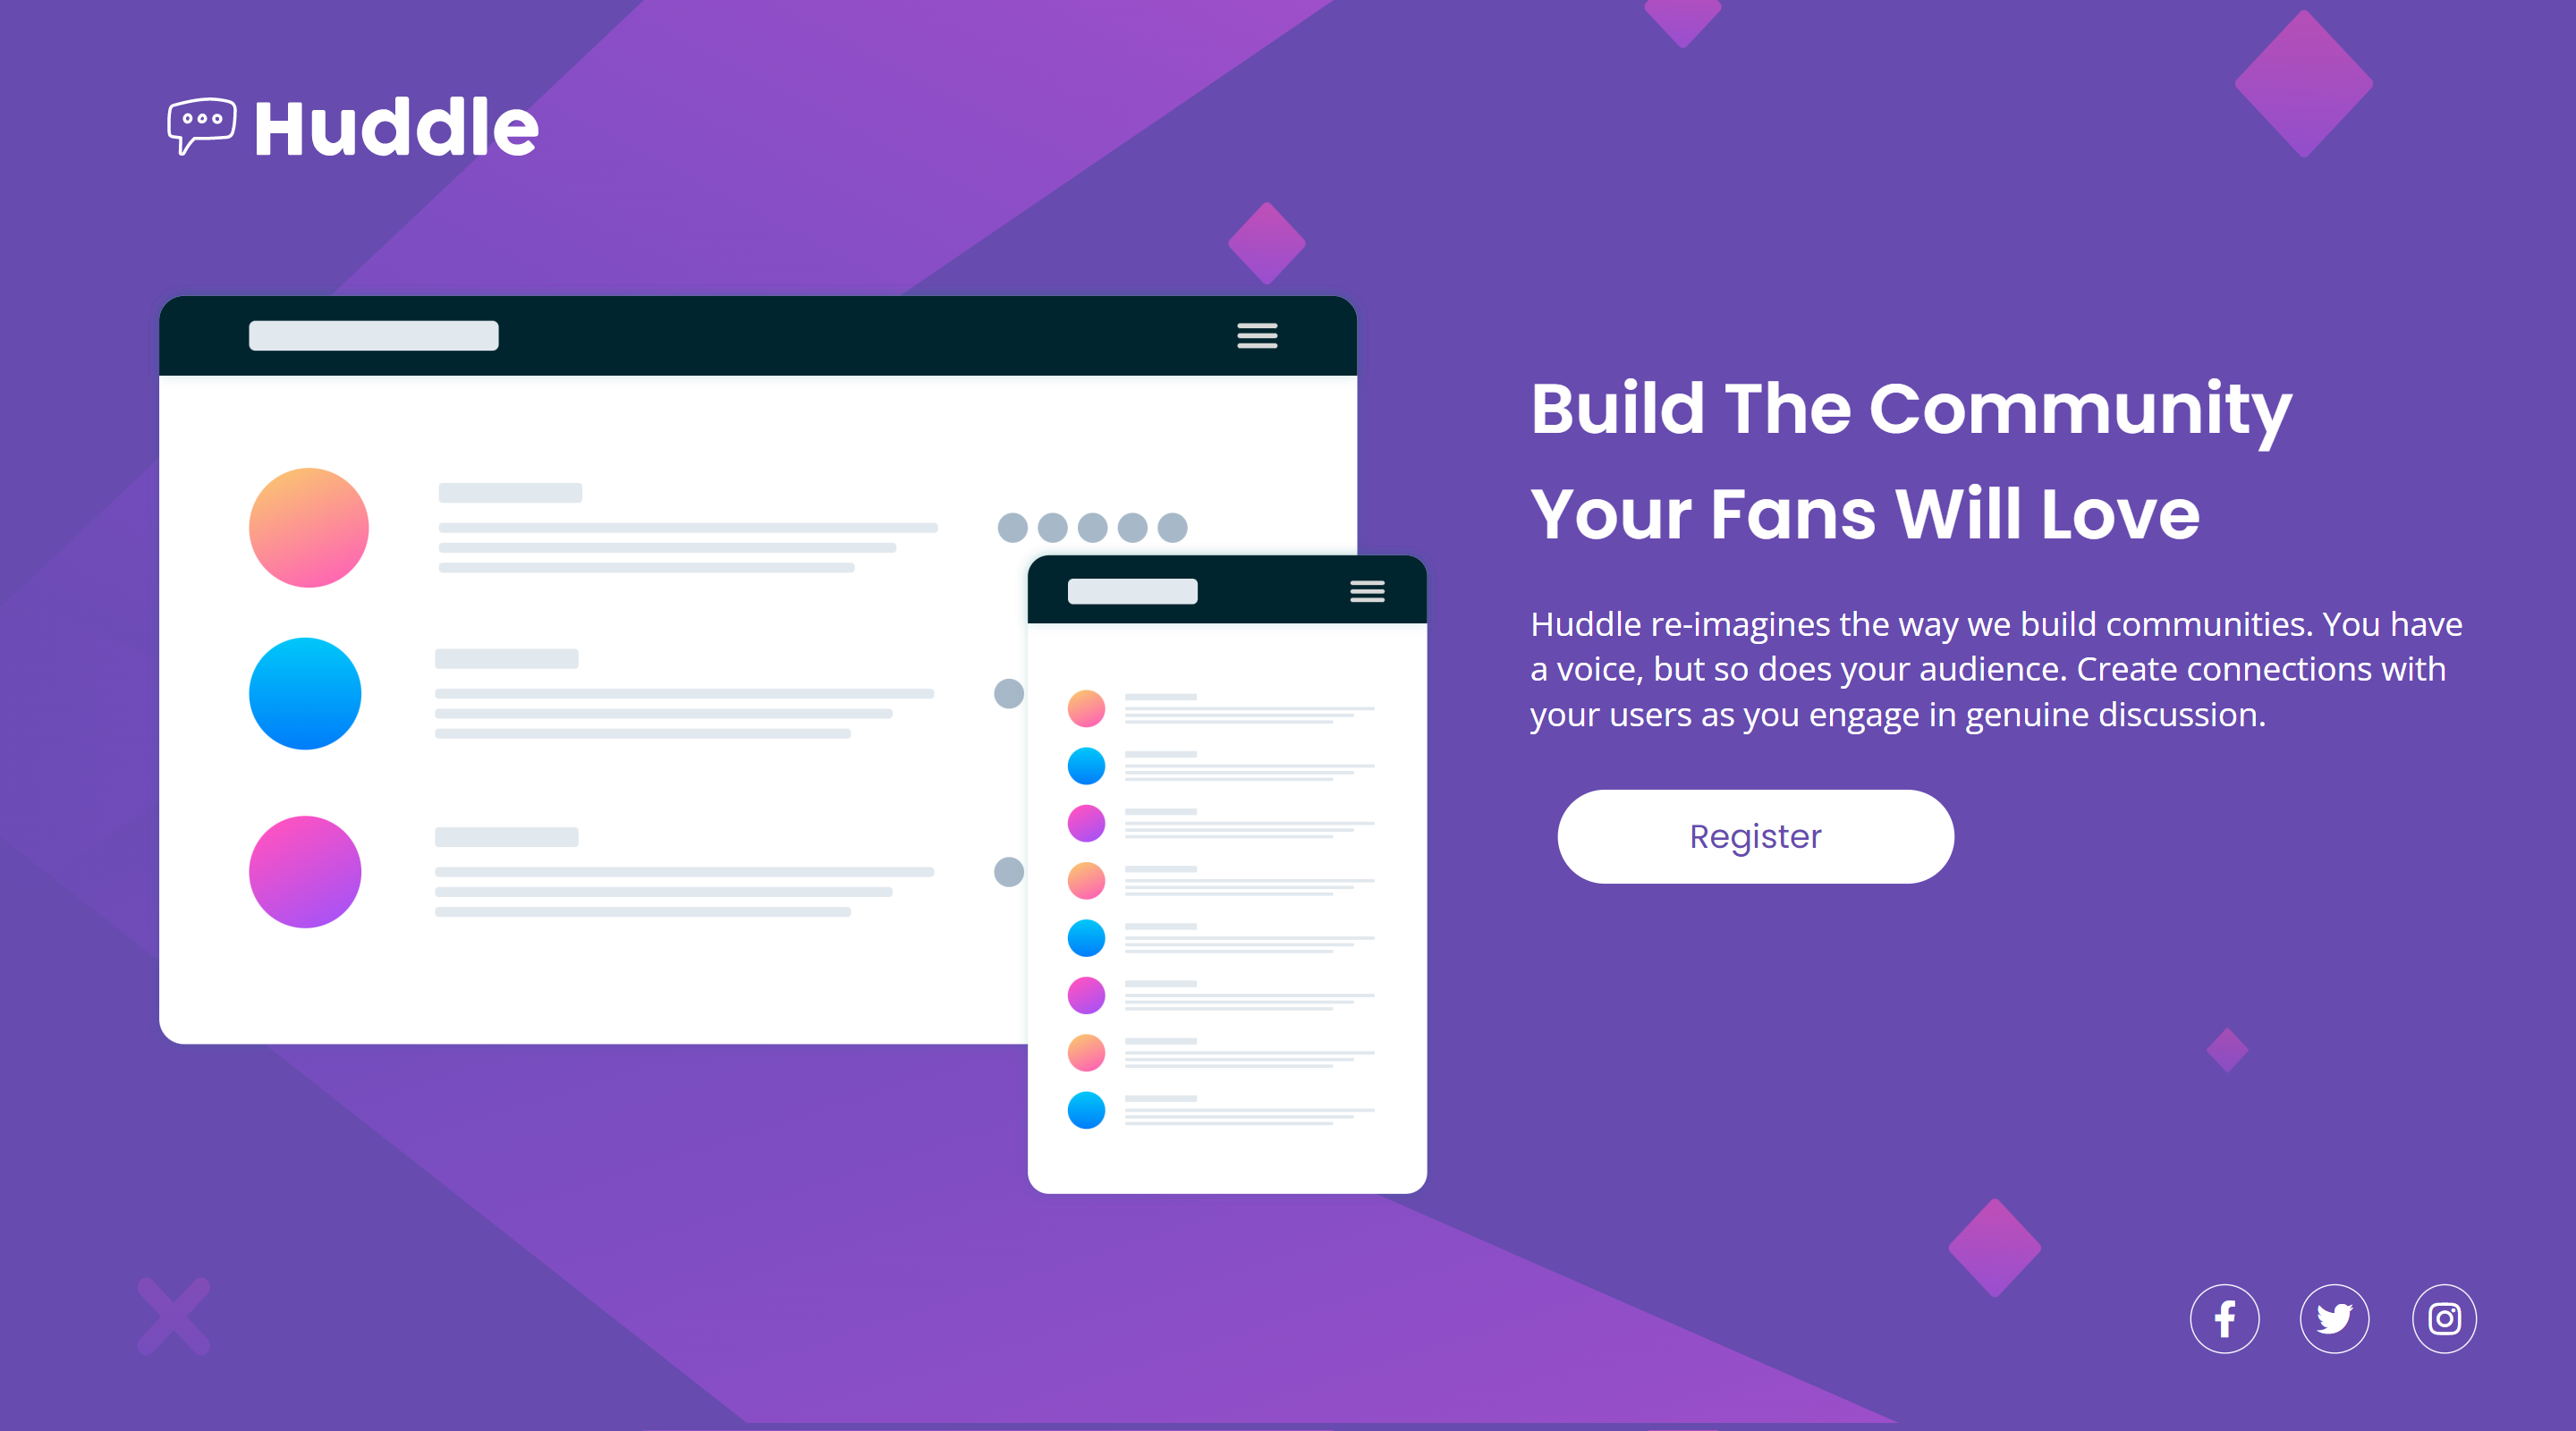 Huddle
Build The Community
Your Fans Will Love
Huddle re-imagines the way we build communities. You have
a voice, but so does your audience. Create connections with
your users as you engage in genuine discussion.
Register